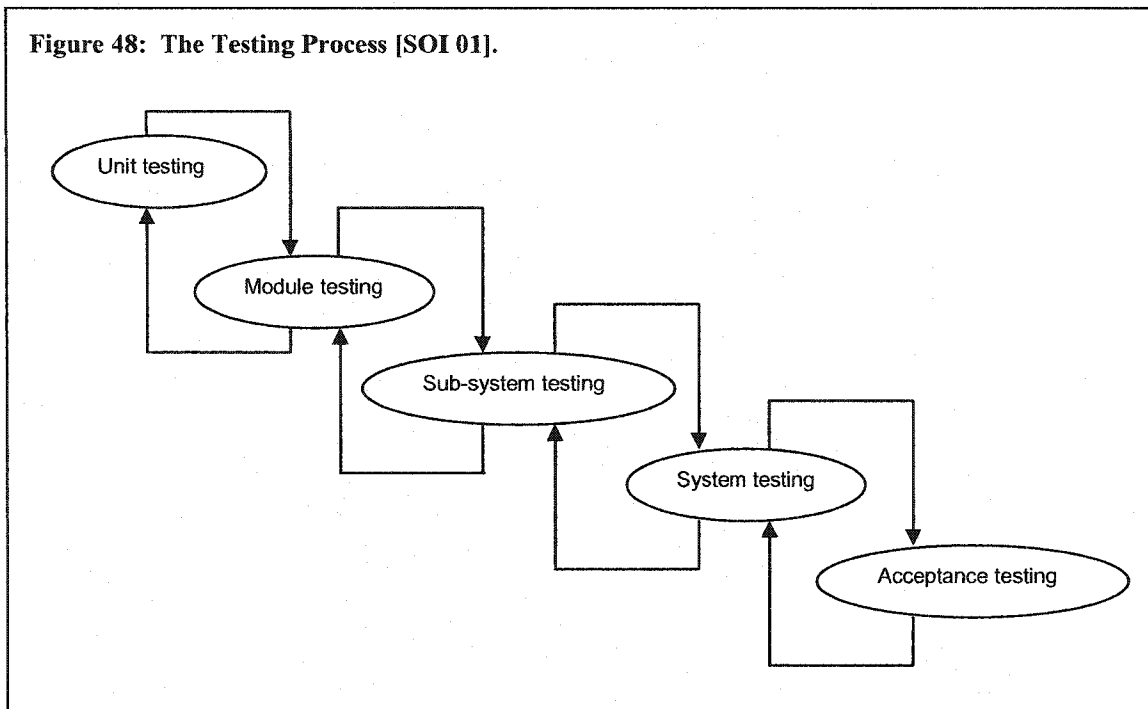 Figure 48: The Testing Process [SOI 01].
Unit testing
Module testing
Sub-system testing
System testing
Acceptance testing